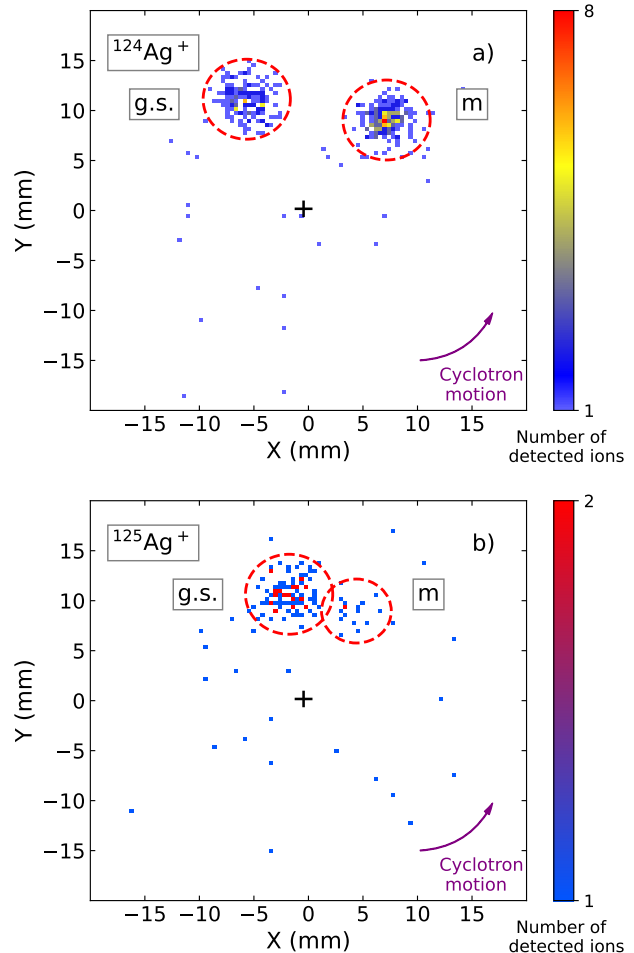 8
15
10
5
0
−5
−10
−15
Y (mm)
¹²⁴Ag⁺
a)
g.s.
m
Cyclotron
motion
−15 −10 −5 0 5 10 15
X (mm)
1
Number of
detected ions
2
15
10
5
0
−5
−10
−15
Y (mm)
¹²⁵Ag⁺
b)
g.s.
m
Cyclotron
motion
−15 −10 −5 0 5 10 15
X (mm)
1
Number of
detected ions